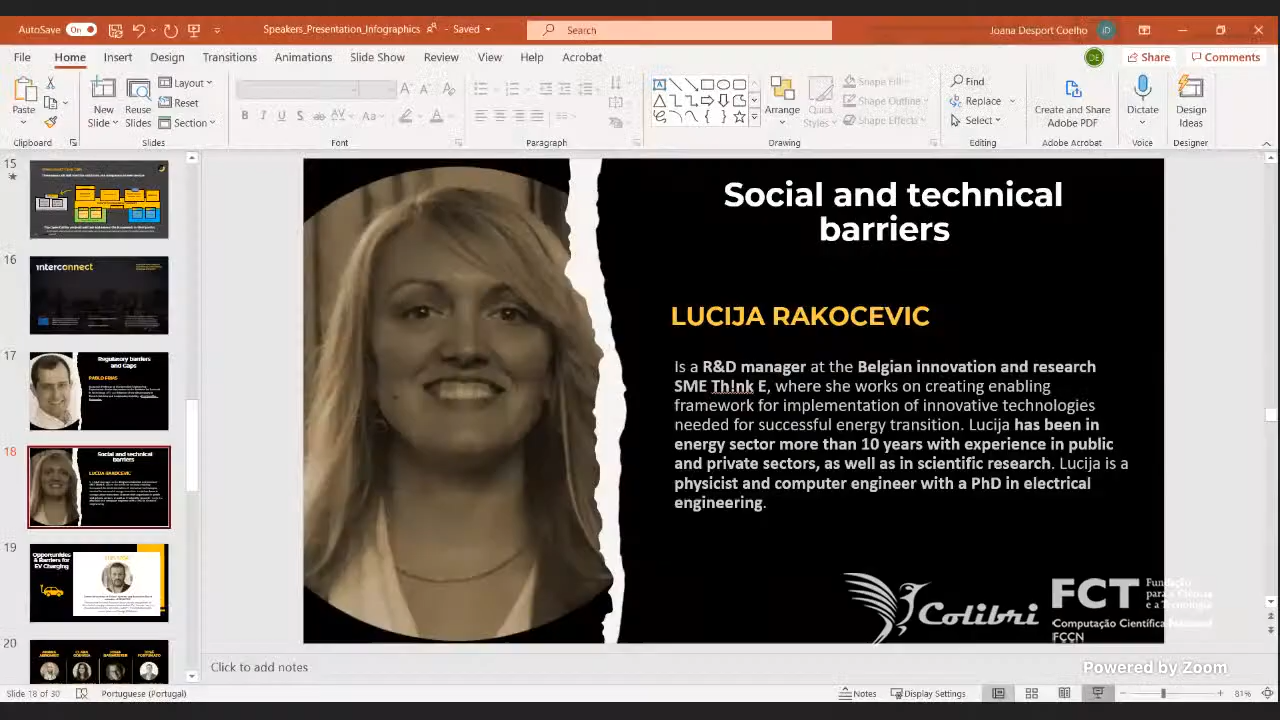 AutoSave On Speakers_Presentation_Infographics Saved Search Joana Desport Coelho JD
File Home Insert Design Transitions Animations Slide Show Review View Help Acrobat DE Share Comments
Paste New Slide Reuse Slides Layout Reset Section Arrange Quick Styles Shape Fill Shape Outline Shape Effects Find Replace Select Create and Share Adobe PDF Dictate Design Ideas
Clipboard Slides Font Paragraph Drawing Editing Adobe Acrobat Voice Designer
15
16
interconnect
17
Regulatory barriers
and Gaps
PABLO FRIAS
18
Social and technical
barriers
LUCIJA RAKOCEVIC
19
Opportunities
& Barriers for
EV Charging
20
Social and technical
barriers
LUCIJA RAKOCEVIC
Is a R&D manager at the Belgian innovation and research
SME Th!nk E, where she works on creating enabling
framework for implementation of innovative technologies
needed for successful energy transition. Lucija has been in
energy sector more than 10 years with experience in public
and private sector, as well as in scientific research. Lucija is a
physicist and computer engineer with a PhD in electrical
engineering.
Colibri
FCT Fundação
para a Ciência
e a Tecnologia
Computação Científica Nacional
FCCN
Click to add notes
Powered by Zoom
Slide 18 of 30 Portuguese (Portugal) Notes Display Settings 81%